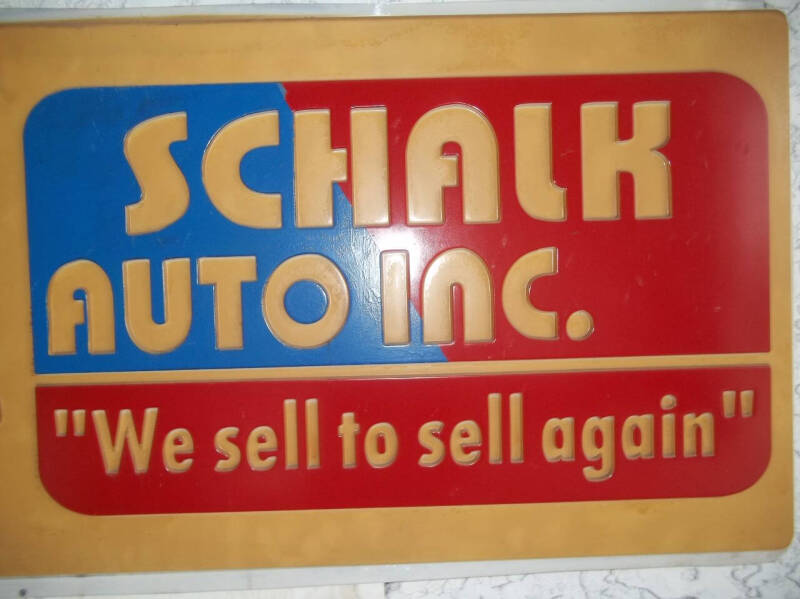 SCHALK
AUTO INC.
"We sell to sell again"